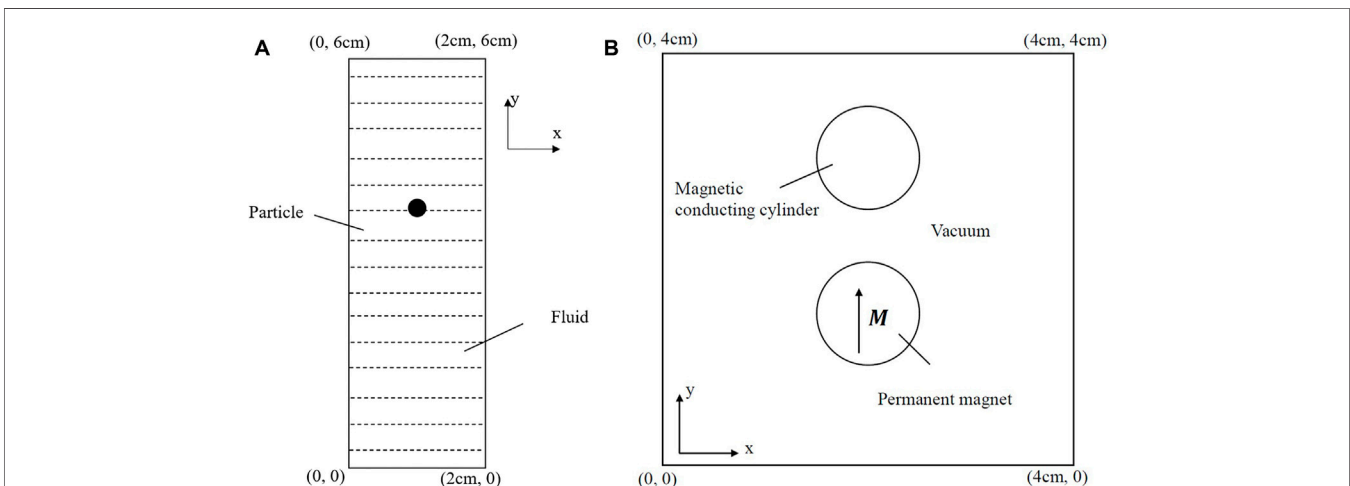 A
(0, 6cm)
(2cm, 6cm)
y
x
Particle
Fluid
(0, 0)
(2cm, 0)
B
(0, 4cm)
(4cm, 4cm)
Magnetic
conducting cylinder
Vacuum
M
Permanent magnet
y
x
(0, 0)
(4cm, 0)